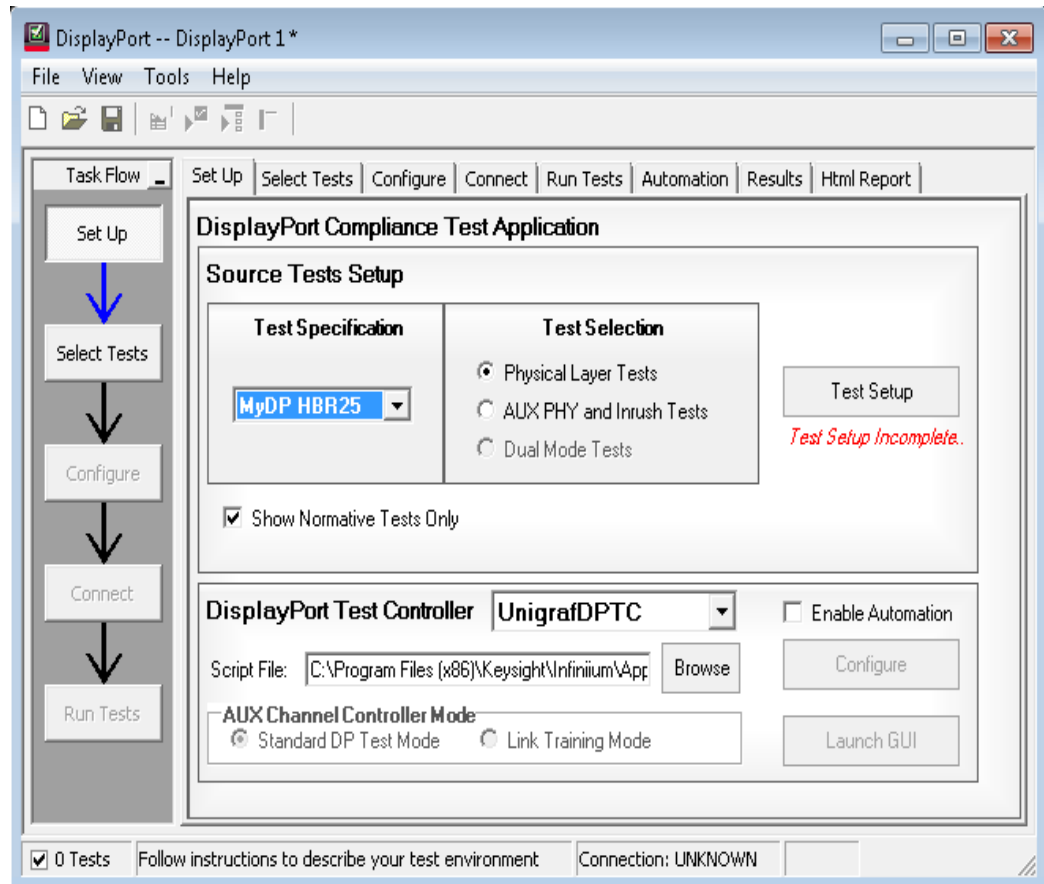 DisplayPort -- DisplayPort 1 *
File View Tools Help
Task Flow
Set Up
Select Tests
Configure
Connect
Run Tests
Set Up Select Tests Configure Connect Run Tests Automation Results Html Report
DisplayPort Compliance Test Application
Source Tests Setup
Test Specification
MyDP HBR25
Test Selection
Physical Layer Tests
AUX PHY and Inrush Tests
Dual Mode Tests
Test Setup
Test Setup Incomplete..
Show Normative Tests Only
DisplayPort Test Controller UnigrafDPTC Enable Automation
Script File: C:\Program Files (x86)\Keysight\Infiniium\App Browse Configure
AUX Channel Controller Mode
Standard DP Test Mode Link Training Mode Launch GUI
0 Tests Follow instructions to describe your test environment Connection: UNKNOWN